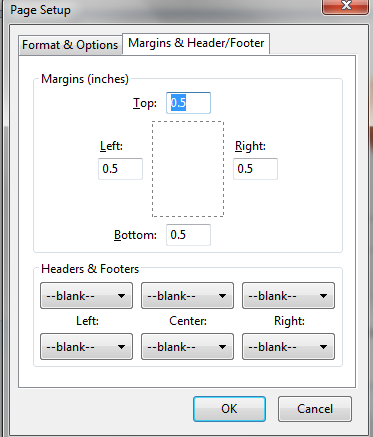 Page Setup
Format & Options Margins & Header/Footer
Margins (inches)
Top: 0.5
Left: Right:
0.5 0.5
Bottom: 0.5
Headers & Footers
--blank-- --blank-- --blank--
Left: Center: Right:
--blank-- --blank-- --blank--
OK Cancel